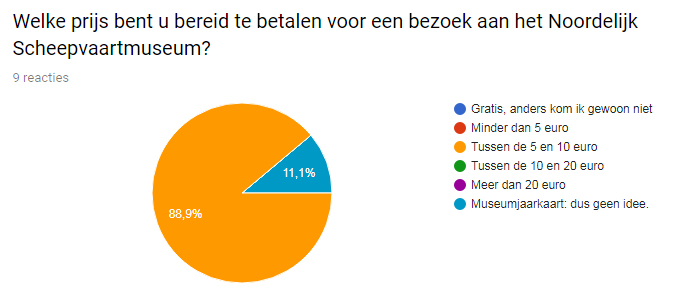 Welke prijs bent u bereid te betalen voor een bezoek aan het Noordelijk
Scheepvaartmuseum?
9 reacties
Gratis, anders kom ik gewoon niet
Minder dan 5 euro
Tussen de 5 en 10 euro
Tussen de 10 en 20 euro
Meer dan 20 euro
Museumjaarkaart: dus geen idee.
11,1%
88,9%